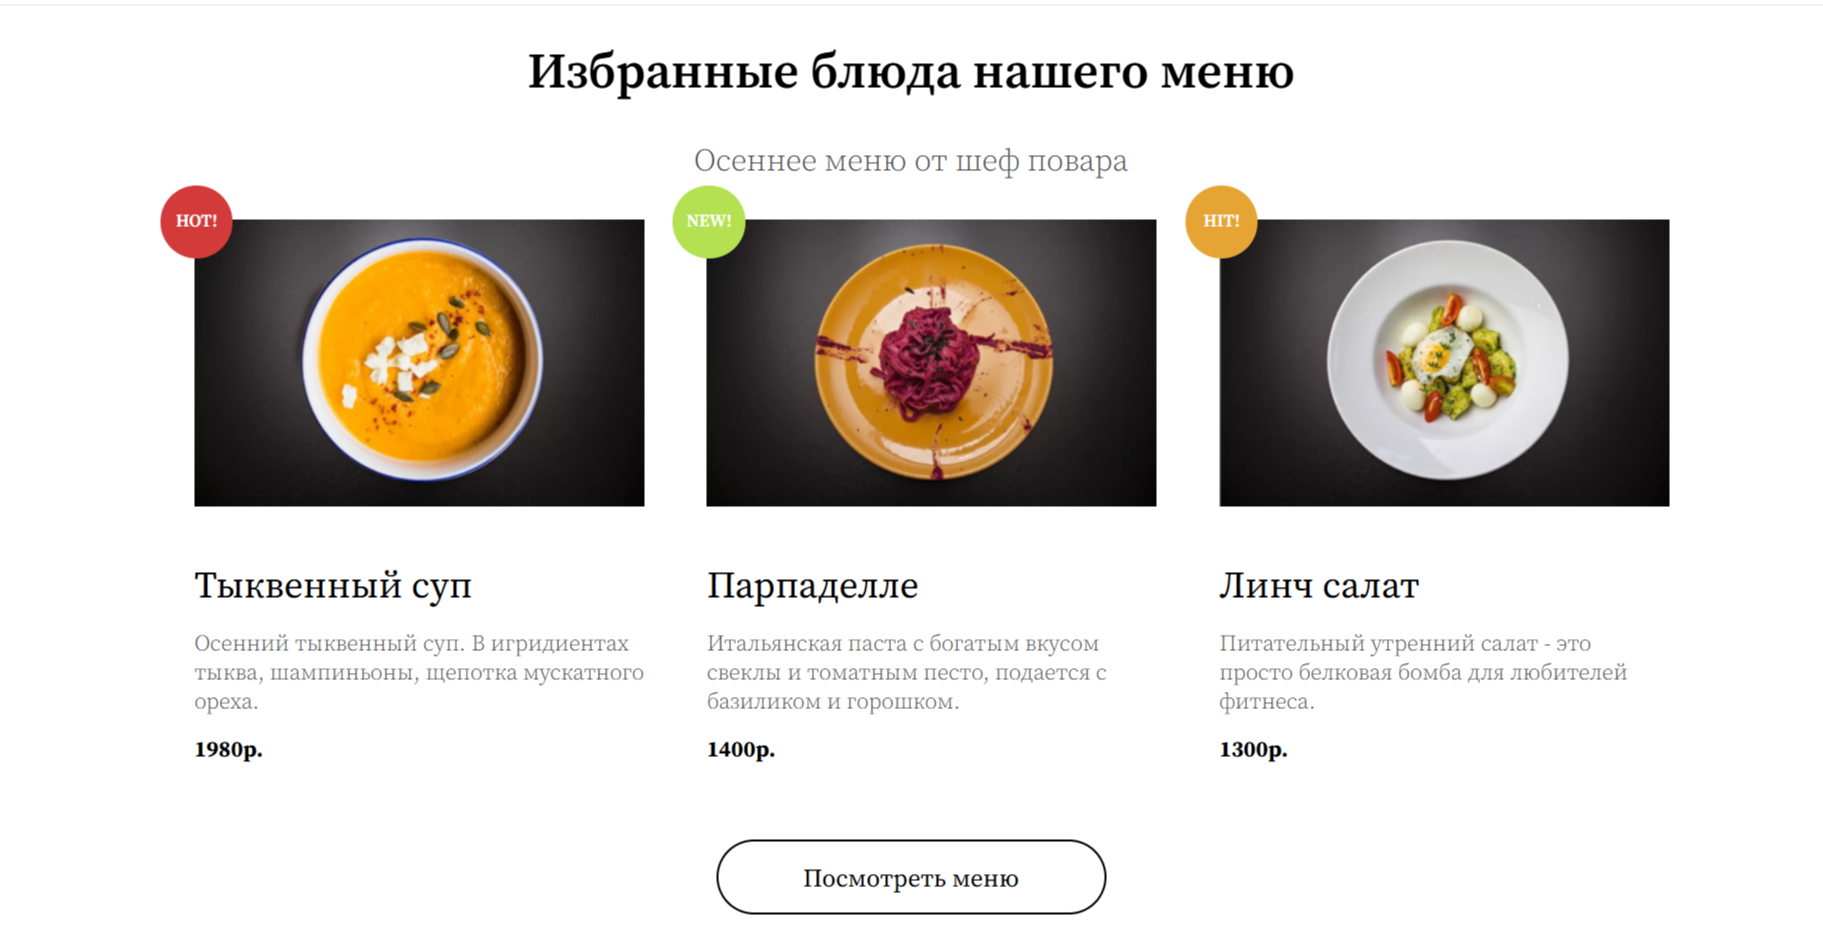 Избранные блюда нашего меню
Осеннее меню от шеф повара
HOT!
NEW!
HIT!
Тыквенный суп
Осенний тыквенный суп. В игридиентах
тыква, шампиньоны, щепотка мускатного
ореха.
1980р.
Парпаделле
Итальянская паста с богатым вкусом
свеклы и томатным песто, подается с
базиликом и горошком.
1400р.
Линч салат
Питательный утренний салат - это
просто белковая бомба для любителей
фитнеса.
1300р.
Посмотреть меню